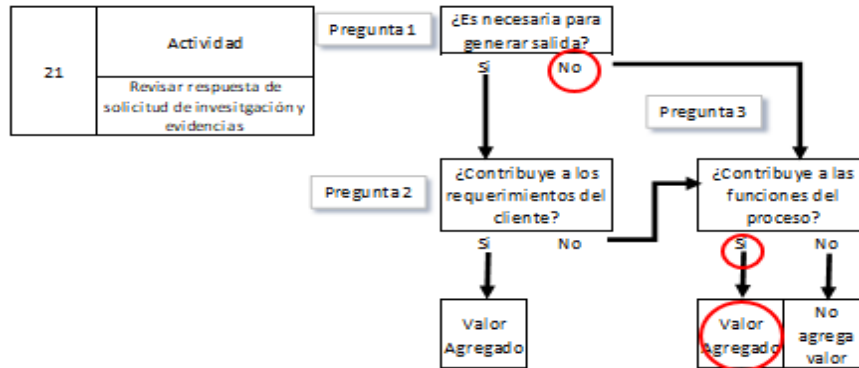 21
Actividad
Revisar respuesta de
solicitud de invesitgación y
evidencias
Pregunta 1
¿Es necesaria para
generar salida?
Si No
Pregunta 3
Pregunta 2
¿Contribuye a los
requerimientos del
cliente?
¿Contribuye a las
funciones del
proceso?
Si No
Si No
Valor
Agregado
Valor
Agregado
No
agrega
valor